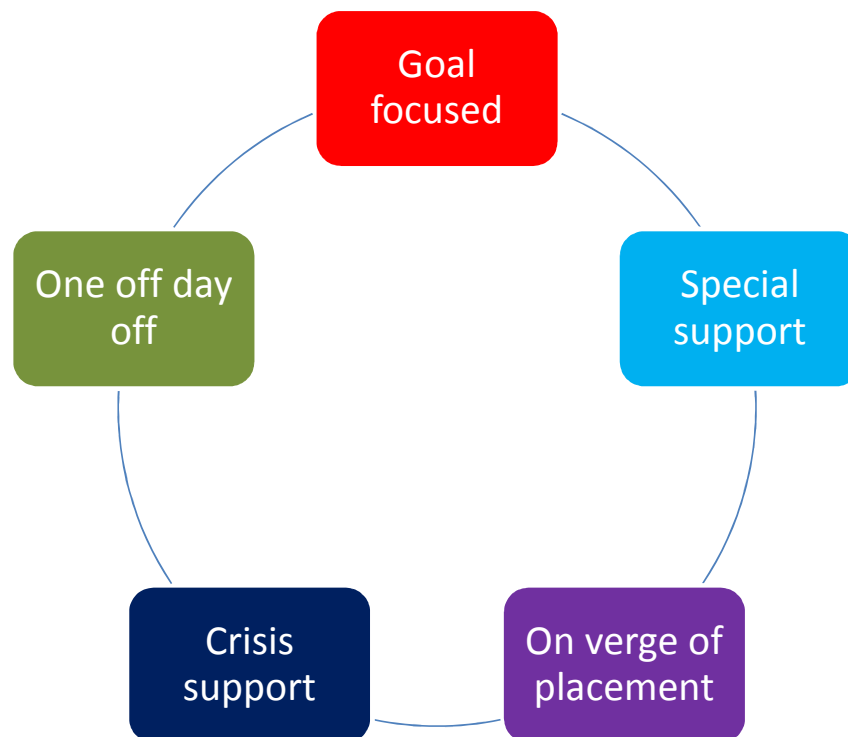 Goal
focused
One off day
off
Special
support
Crisis
support
On verge of
placement